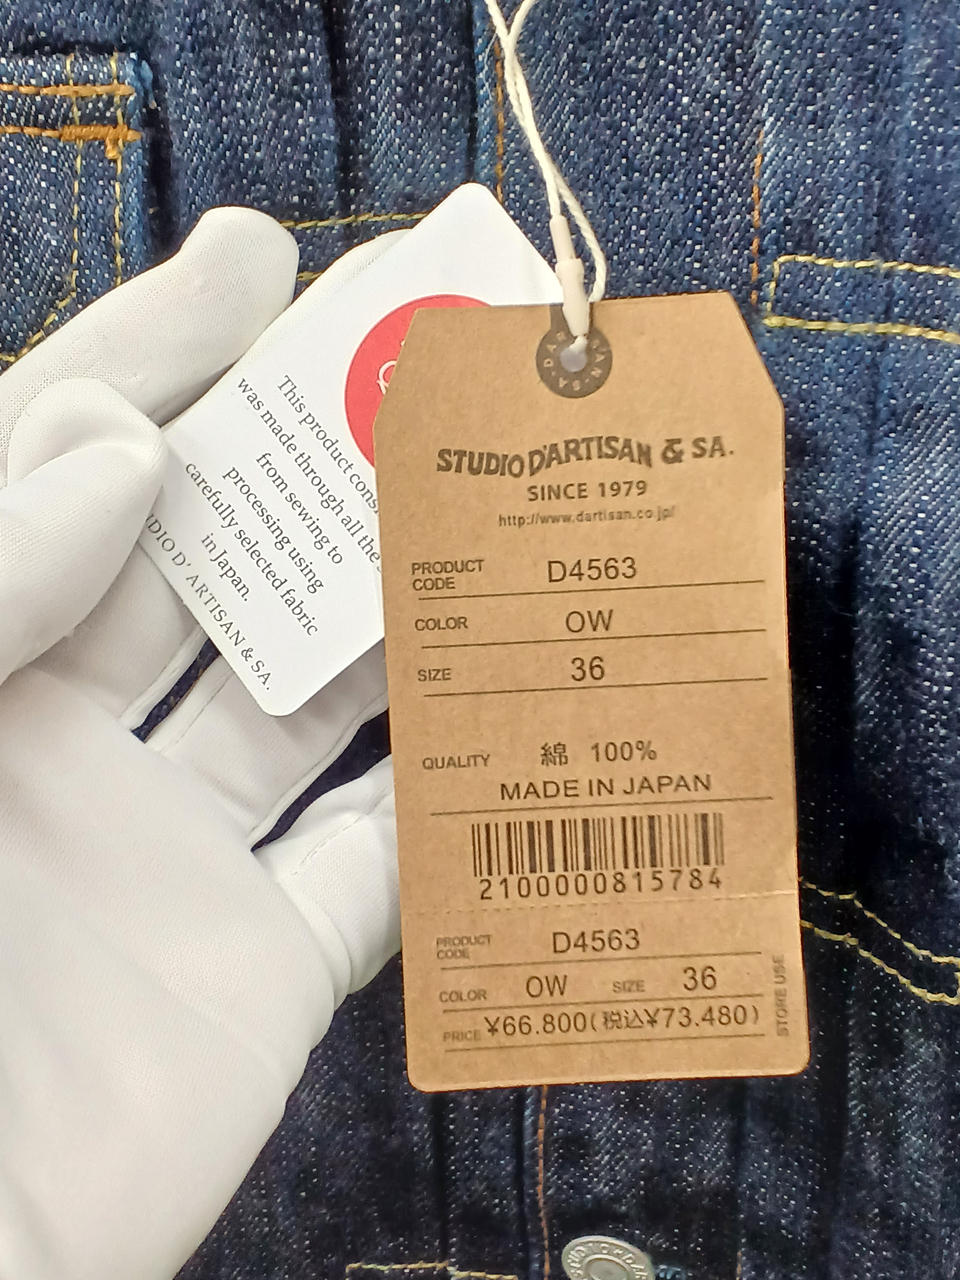 This product cons
was made through all the
from sewing to
processing using
carefully selected fabric
in Japan.
DIO D' ARTISAN & SA.
STUDIO D'ARTISAN & SA.
SINCE 1979
http://www.dartisan.co.jp/
PRODUCT
CODE D4563
COLOR OW
SIZE 36
QUALITY 綿 100%
MADE IN JAPAN
2100000815784
PRODUCT
CODE D4563
COLOR OW SIZE 36
PRICE ¥66.800(税込¥73.480)
STORE USE